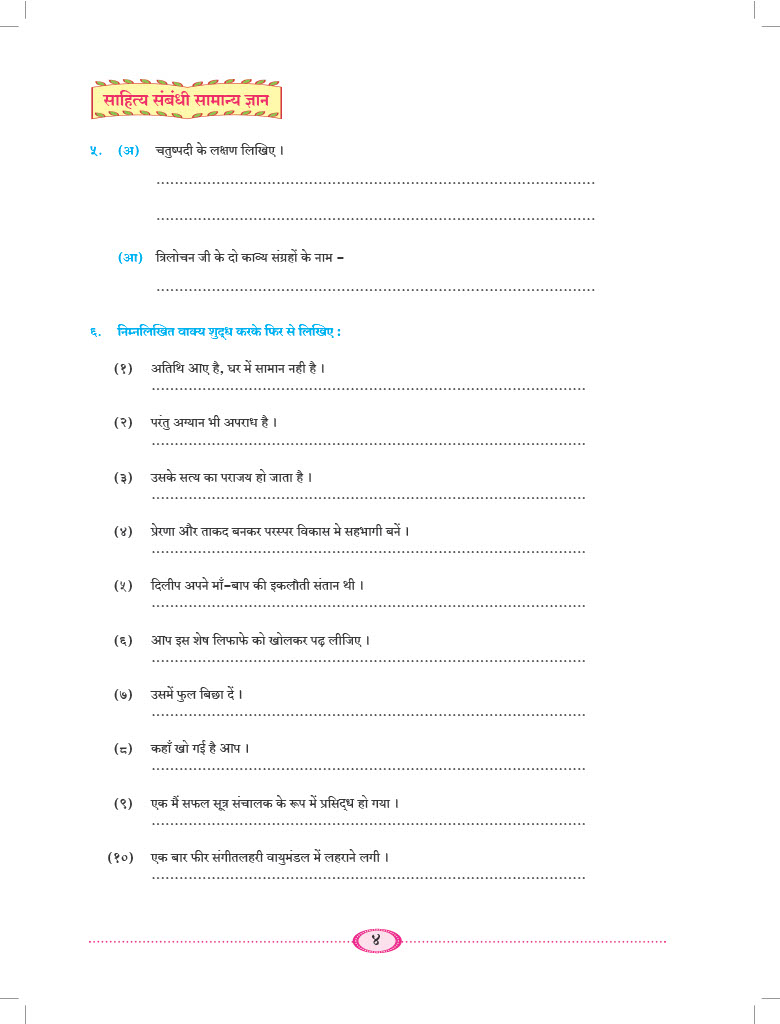 साहित्य संबंधी सामान्य ज्ञान
५. (अ) चतुष्पदी के लक्षण लिखिए ।
(आ) त्रिलोचन जी के दो काव्य संग्रहों के नाम –
६. निम्नलिखित वाक्य शुद्ध करके फिर से लिखिए :
(१) अतिथि आए है, घर में सामान नही है ।
(२) परंतु अग्यान भी अपराध है ।
(३) उसके सत्य का पराजय हो जाता है ।
(४) प्रेरणा और ताकद बनकर परस्पर विकास मे सहभागी बनें ।
(५) दिलीप अपने माँ–बाप की इकलौती संतान थी ।
(६) आप इस शेष लिफाफे को खोलकर पढ़ लीजिए ।
(७) उसमें फुल बिछा दें ।
(८) कहाँ खो गई है आप ।
(९) एक मैं सफल सूत्र संचालक के रूप में प्रसिद्ध हो गया ।
(१०) एक बार फीर संगीतलहरी वायुमंडल में लहराने लगी ।
४